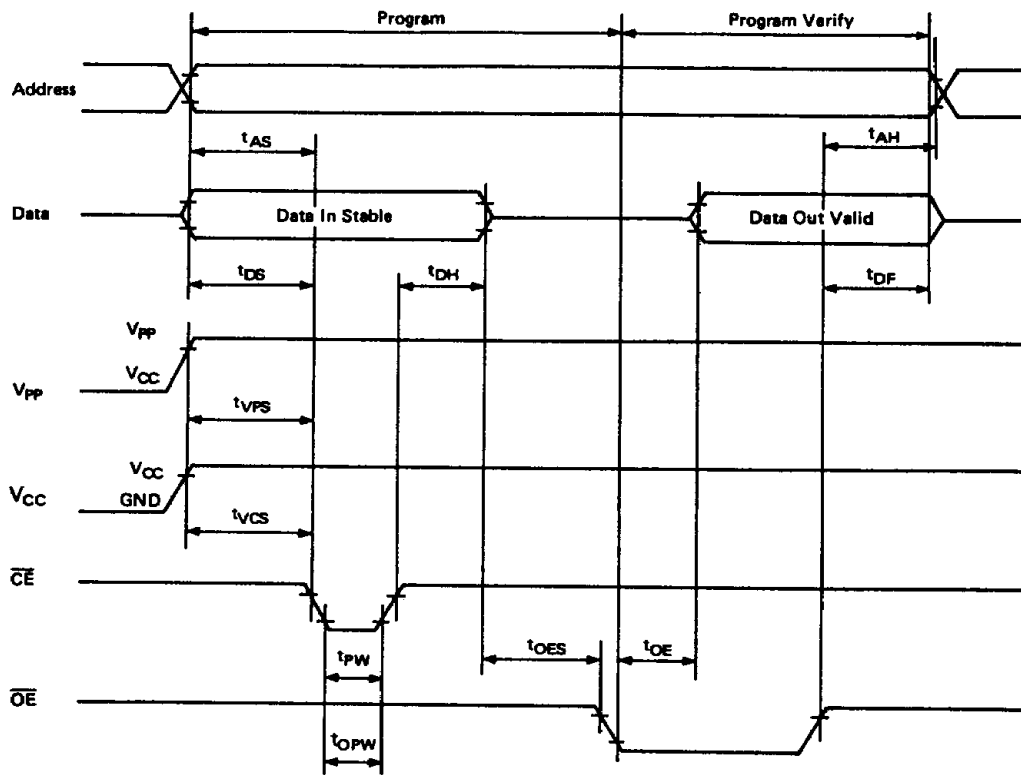 Program
Program Verify
Address
tAS
tAH
Data
Data In Stable
Data Out Valid
tDS
tDH
tDF
VPP
VCC
VPP
tVPS
VCC
VCC
GND
tVCS
CE
tPW
tOES
tOE
OE
tOPW